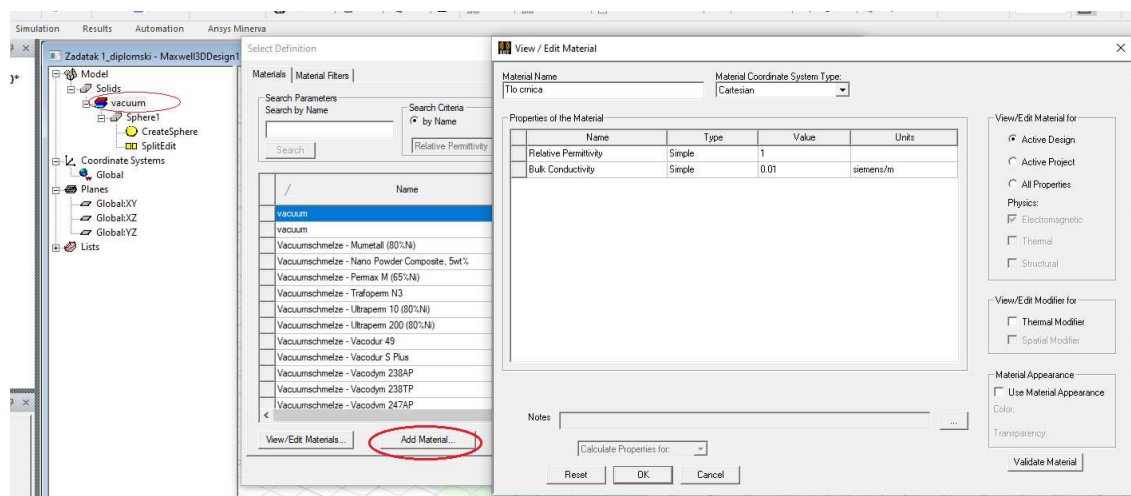 Simulation Results Automation Ansys Minerva
Zadatak 1_diplomski - Maxwell3DDesign1
Model
Solids
vacuum
Sphere1
CreateSphere
SplitEdit
Coordinate Systems
Global
Planes
Global:XY
Global:XZ
Global:YZ
Lists
Select Definition
Materials Material Filters
Search Parameters
Search by Name
Search Criteria
by Name
Search
Relative Permittivity
/ Name
vacuum
vacuum
Vacuumschmelze - Mumetall (80%Ni)
Vacuumschmelze - Nano Powder Composite, 5wt%
Vacuumschmelze - Permax M (65%Ni)
Vacuumschmelze - Trafoperm N3
Vacuumschmelze - Ultraperm 10 (80%Ni)
Vacuumschmelze - Ultraperm 200 (80%Ni)
Vacuumschmelze - Vacodur 49
Vacuumschmelze - Vacodur S Plus
Vacuumschmelze - Vacodym 238AP
Vacuumschmelze - Vacodym 238TP
Vacuumschmelze - Vacodym 247AP
View/Edit Materials... Add Material...
View / Edit Material
Material Name
Tlo crnica
Material Coordinate System Type:
Cartesian
Properties of the Material
Name Type Value Units
Relative Permittivity Simple 1
Bulk Conductivity Simple 0.01 siemens/m
View/Edit Material for
Active Design
Active Project
All Properties
Physics:
Electromagnetic
Thermal
Structural
View/Edit Modifier for
Thermal Modifier
Spatial Modifier
Material Appearance
Use Material Appearance
Color:
Transparency:
Notes
...
Calculate Properties for:
Validate Material
Reset OK Cancel